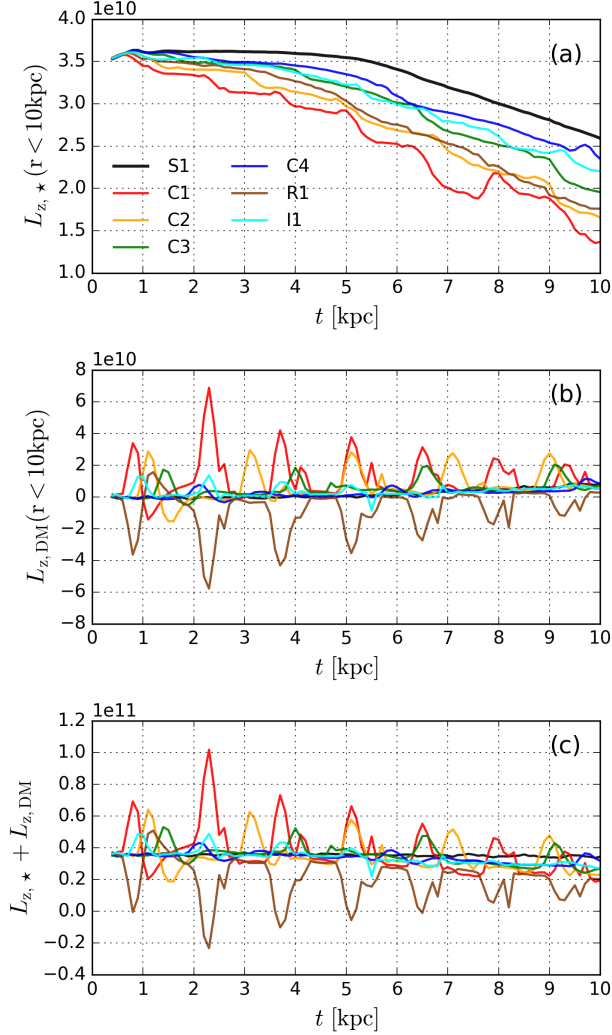 1e10
(a)
4.0
3.5
3.0
2.5
2.0
1.5
1.0
L_{z,⋆}(r < 10kpc)
S1
C1
C2
C3
C4
R1
I1
0 1 2 3 4 5 6 7 8 9 10
t [kpc]
1e10
(b)
8
6
4
2
0
−2
−4
−6
−8
L_{z,DM}(r < 10kpc)
0 1 2 3 4 5 6 7 8 9 10
t [kpc]
1e11
(c)
1.2
1.0
0.8
0.6
0.4
0.2
0.0
−0.2
−0.4
L_{z,⋆} + L_{z,DM}
0 1 2 3 4 5 6 7 8 9 10
t [kpc]